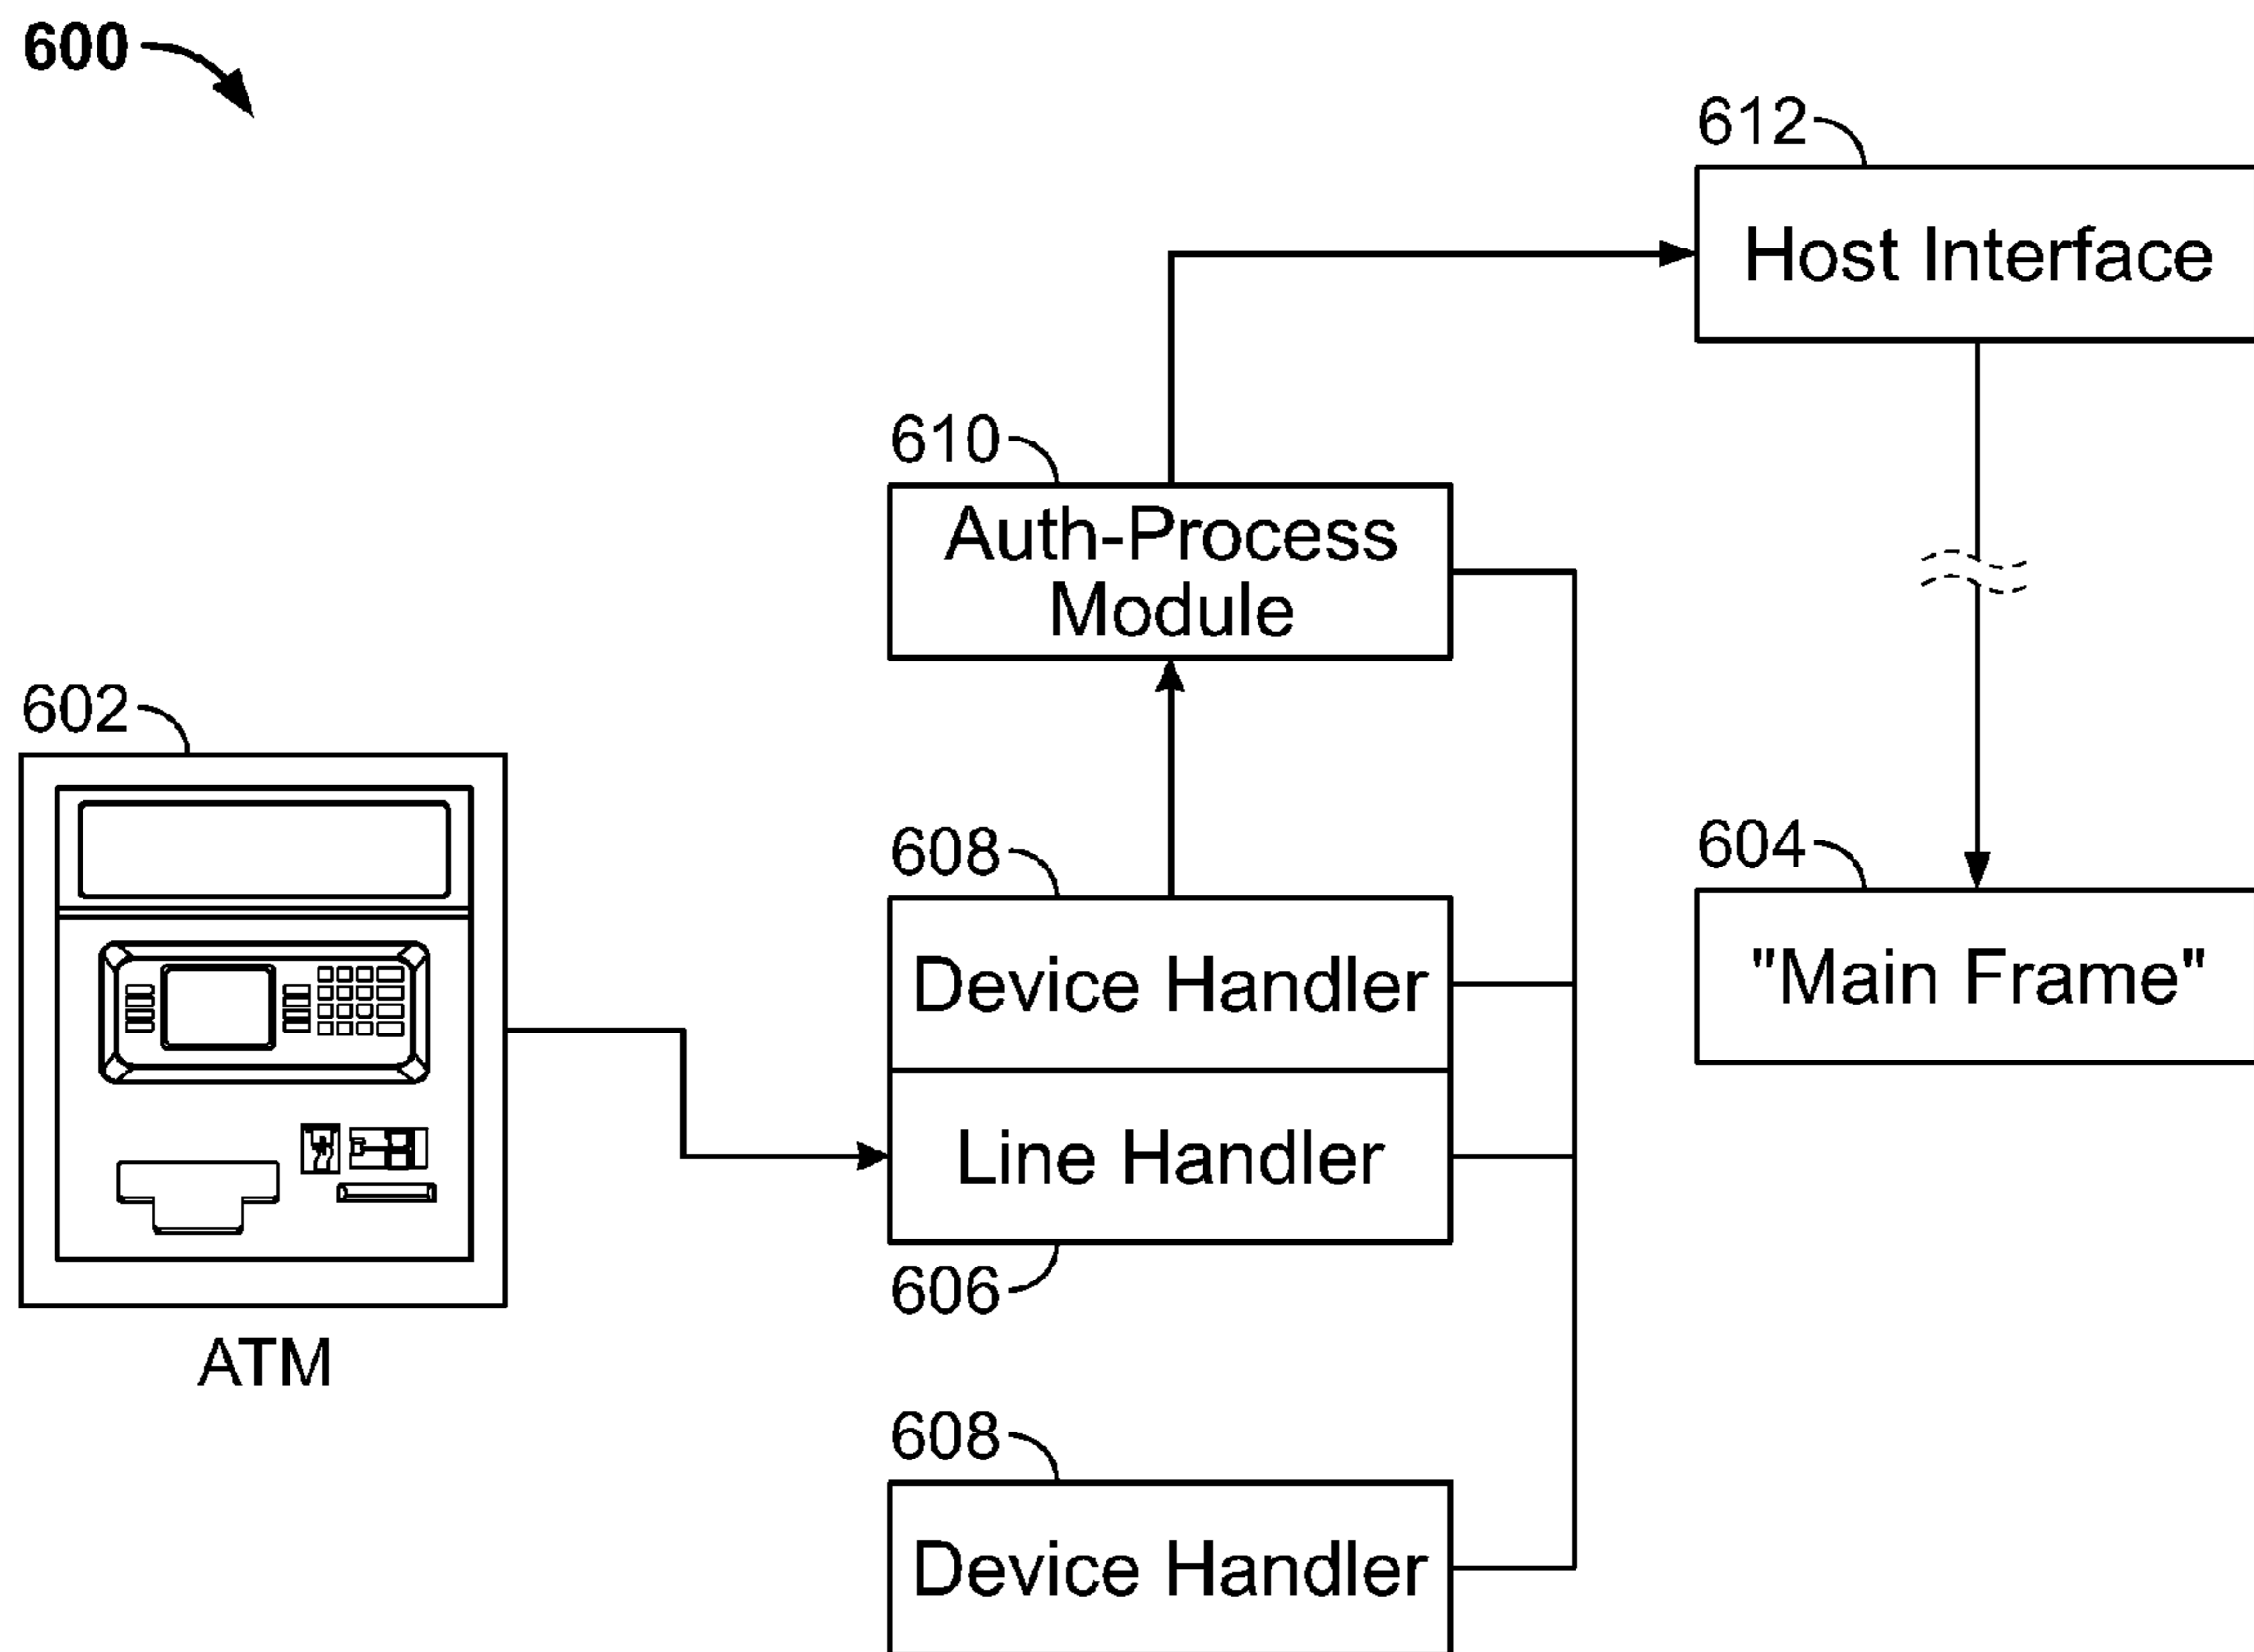 600
612
Host Interface
610
Auth-Process
Module
602
608
604
Device Handler
"Main Frame"
Line Handler
606
ATM
608
Device Handler